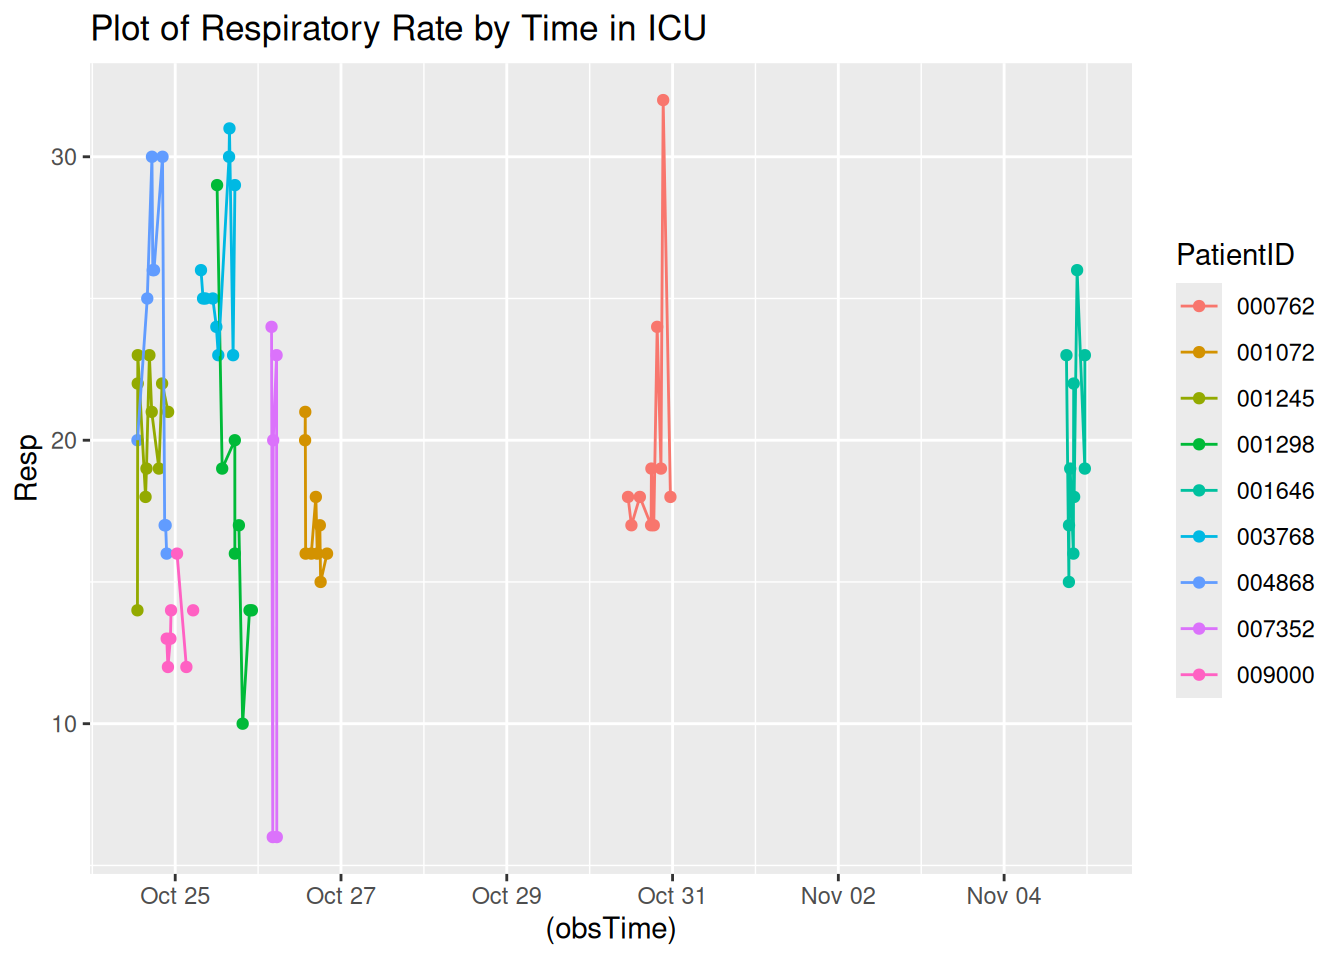 Plot of Respiratory Rate by Time in ICU
Resp
30
20
10
Oct 25 Oct 27 Oct 29 Oct 31 Nov 02 Nov 04
(obsTime)
PatientID
000762
001072
001245
001298
001646
003768
004868
007352
009000